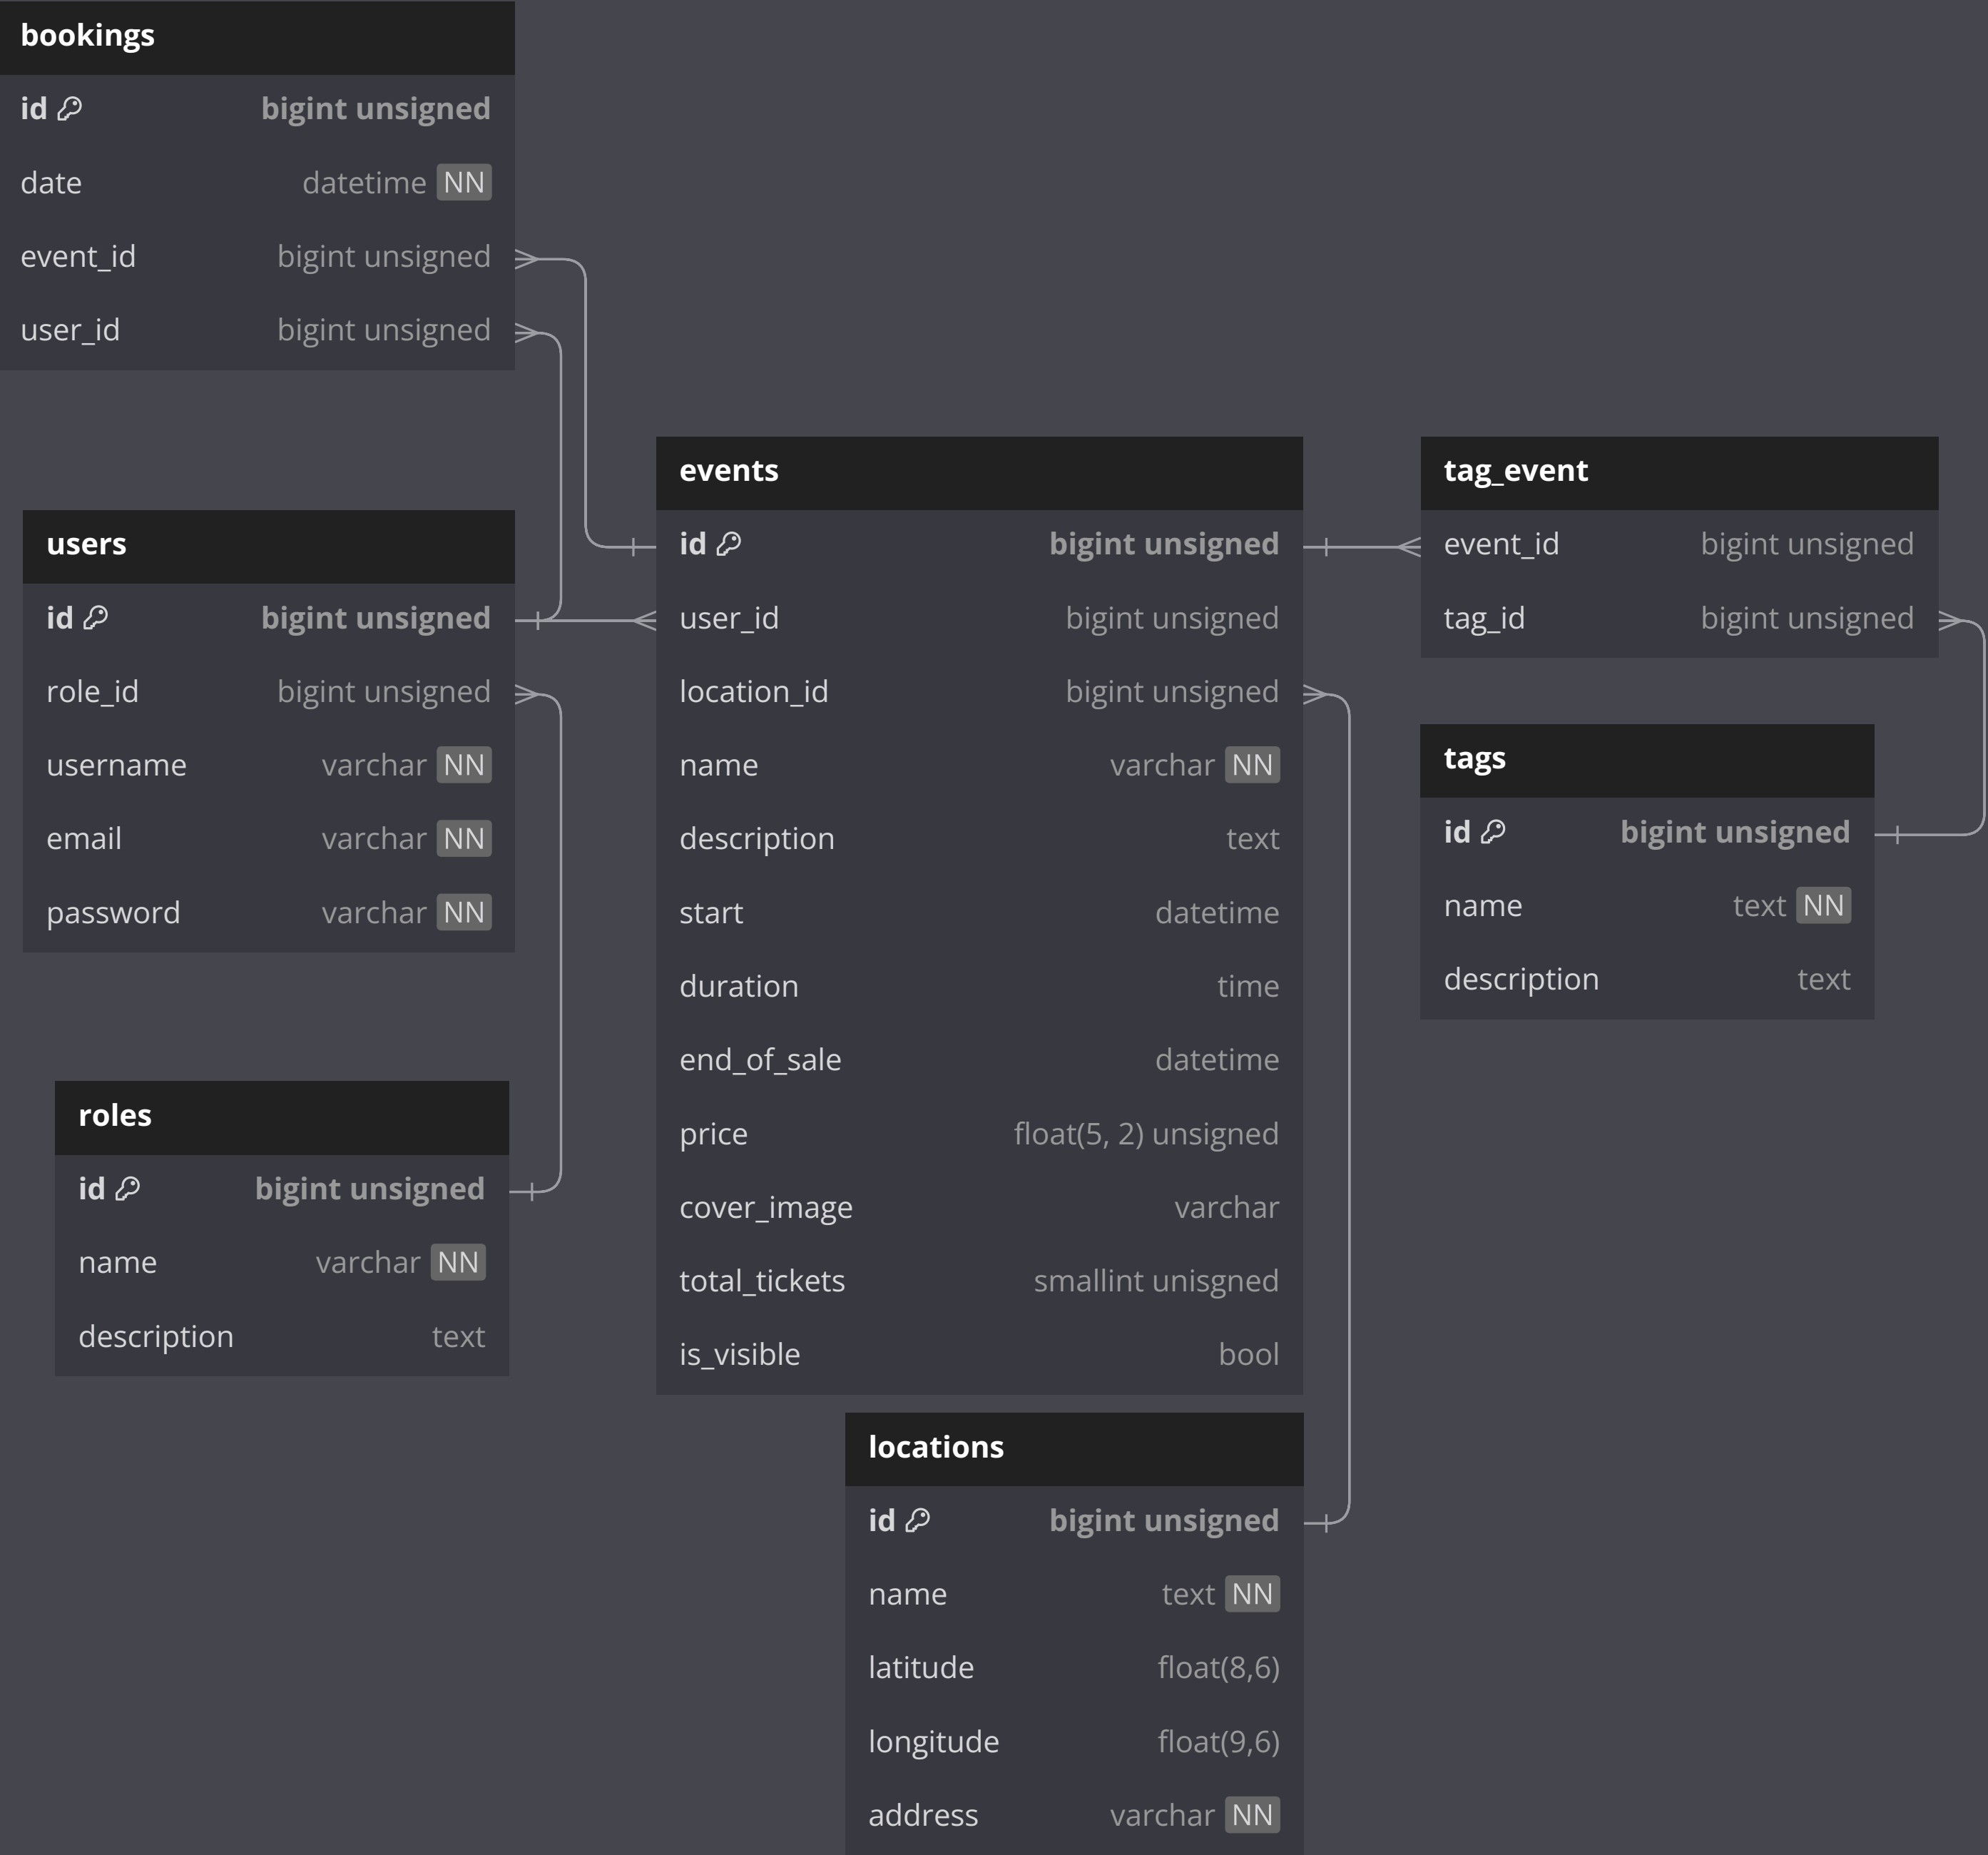 bookings
id bigint unsigned
date datetime NN
event_id bigint unsigned
user_id bigint unsigned
users
id bigint unsigned
role_id bigint unsigned
username varchar NN
email varchar NN
password varchar NN
roles
id bigint unsigned
name varchar NN
description text
events
id bigint unsigned
user_id bigint unsigned
location_id bigint unsigned
name varchar NN
description text
start datetime
duration time
end_of_sale datetime
price float(5, 2) unsigned
cover_image varchar
total_tickets smallint unisgned
is_visible bool
locations
id bigint unsigned
name text NN
latitude float(8,6)
longitude float(9,6)
address varchar NN
tag_event
event_id bigint unsigned
tag_id bigint unsigned
tags
id bigint unsigned
name text NN
description text